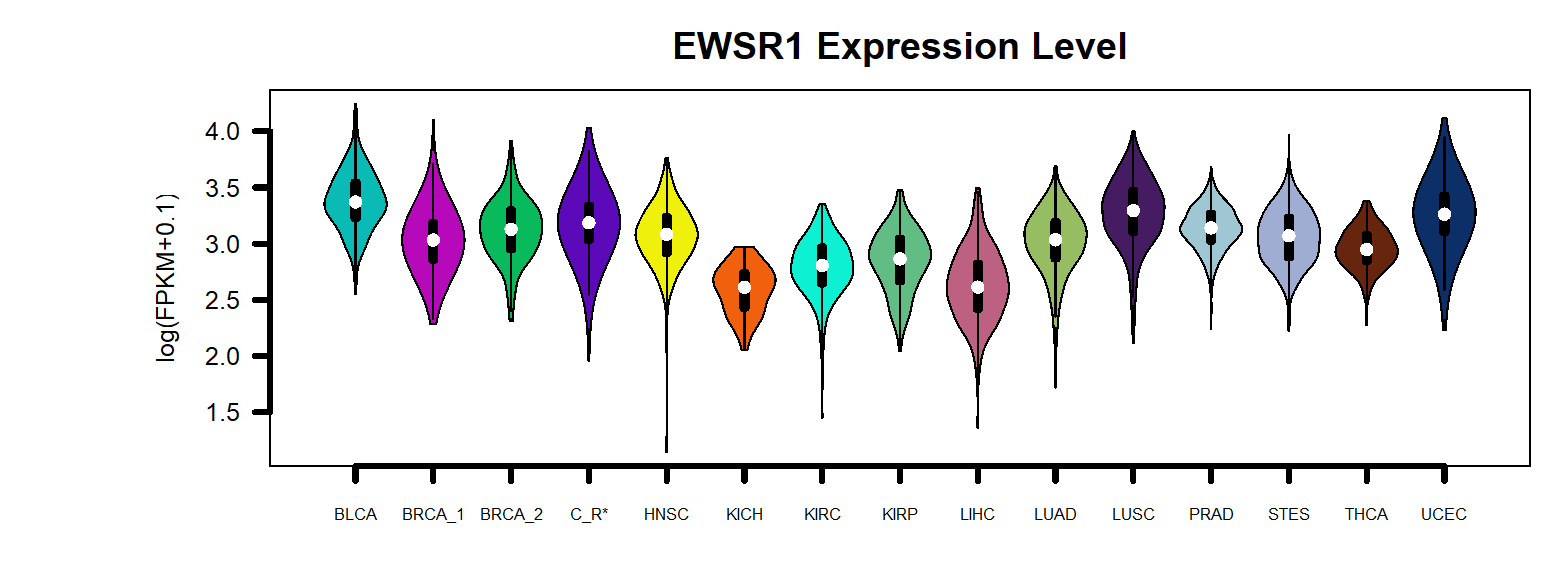 EWSR1 Expression Level
log(FPKM+0.1)
4.0
3.5
3.0
2.5
2.0
1.5
BLCA BRCA_1 BRCA_2 C_R* HNSC KICH KIRC KIRP LIHC LUAD LUSC PRAD STES THCA UCEC